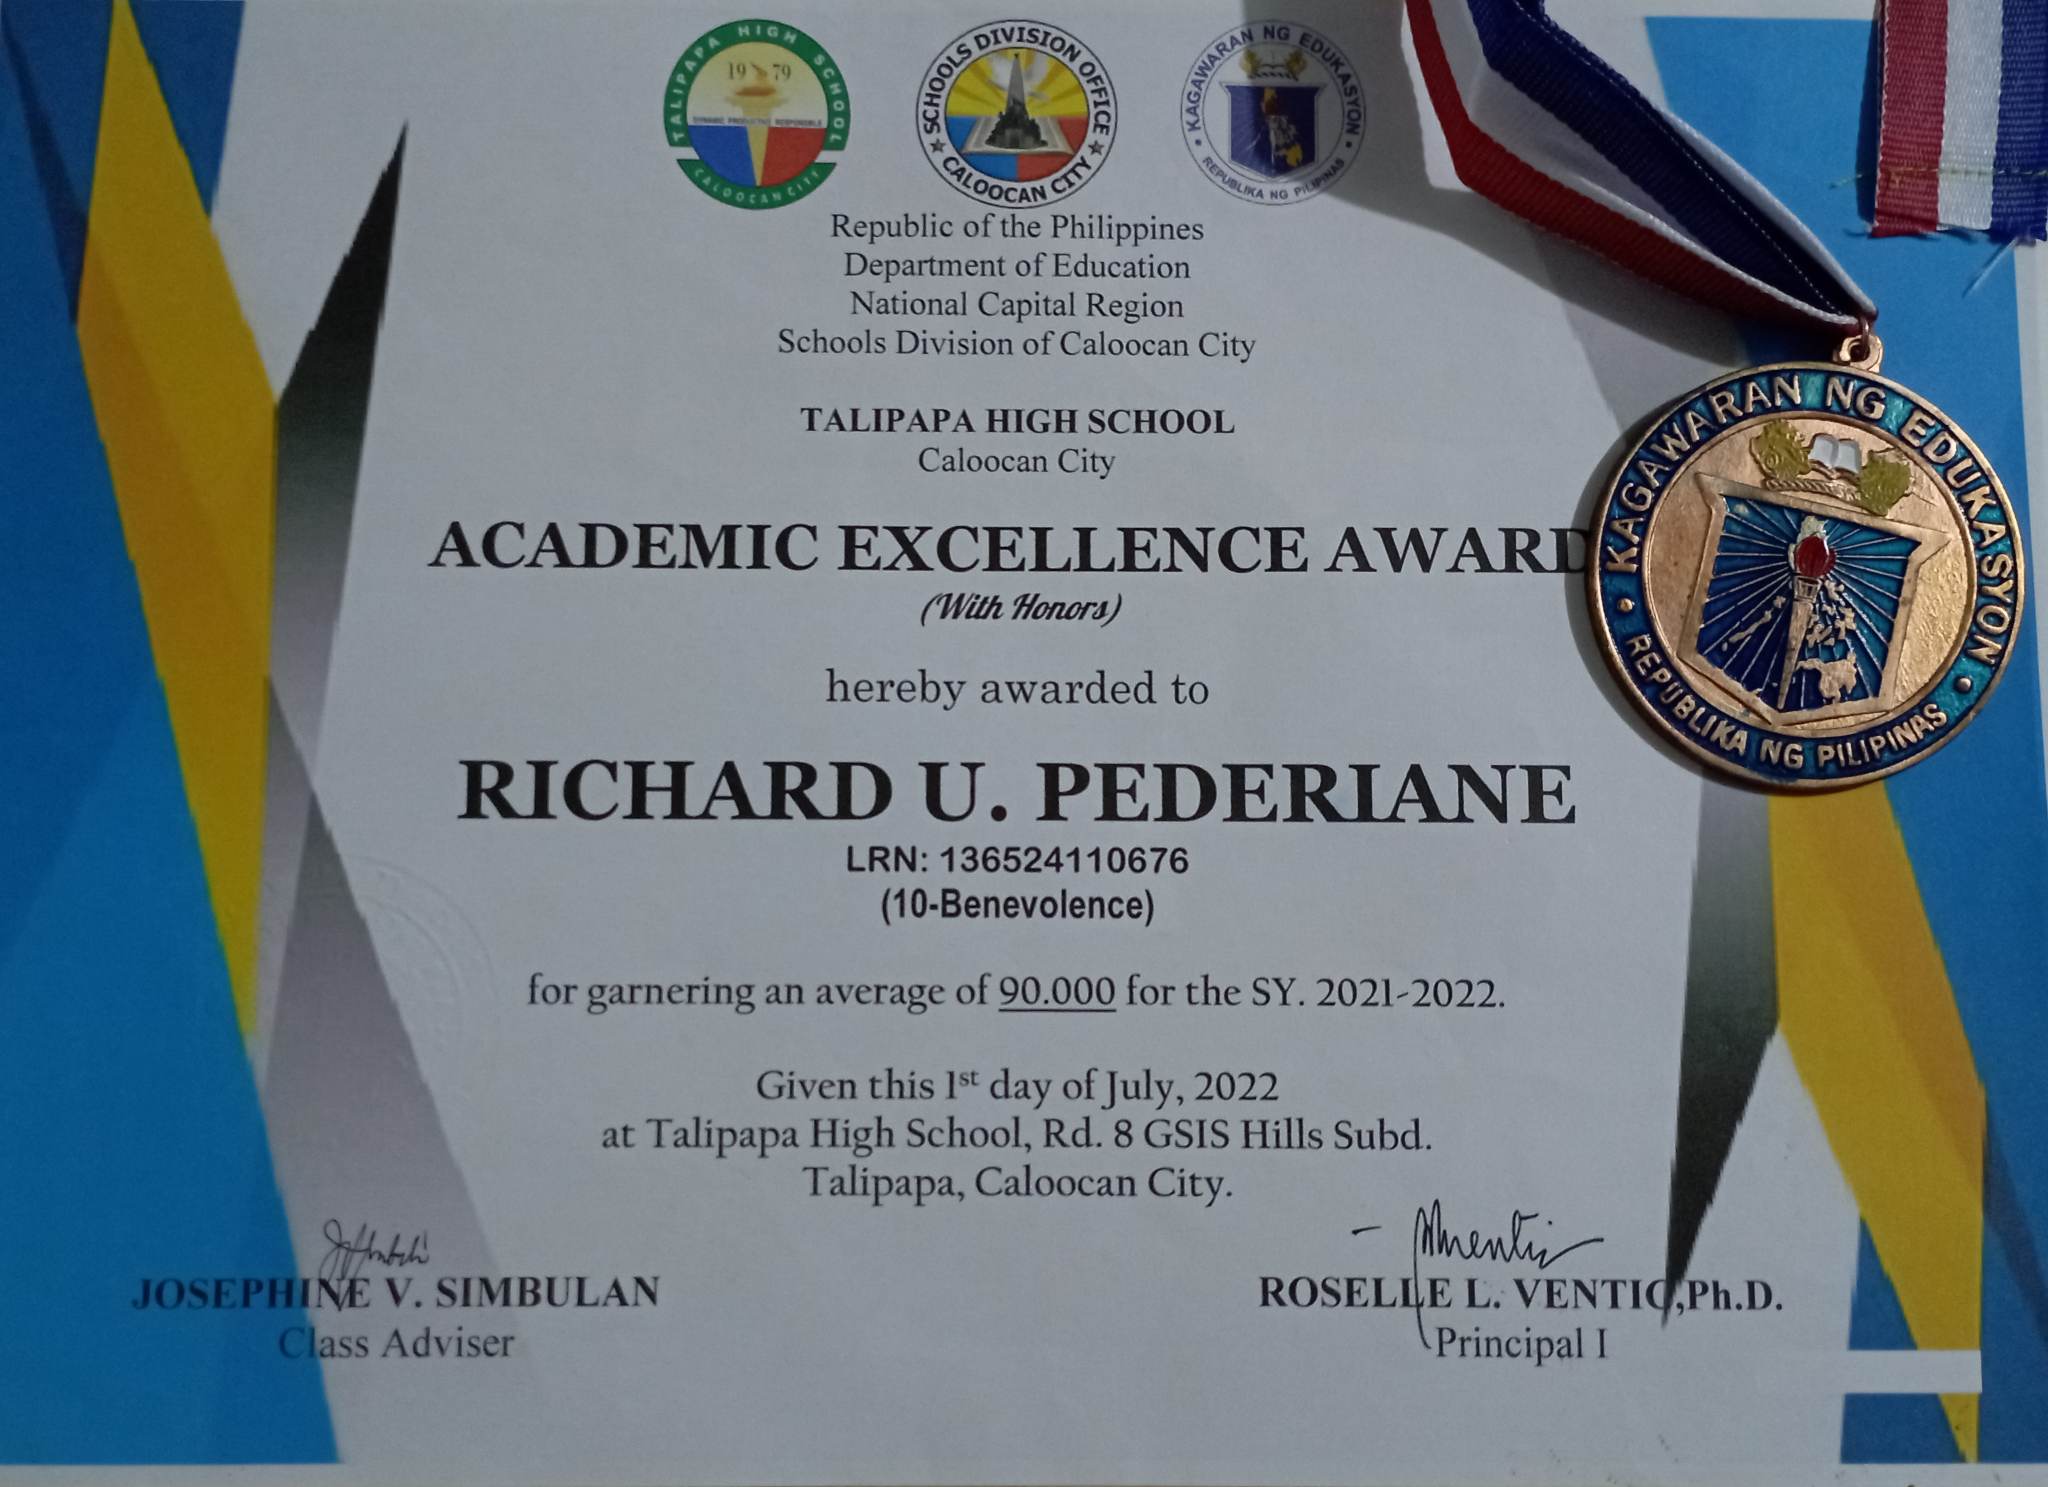 TALIPAPA HIGH SCHOOL
19 79
DYNAMIC PRODUCTIVE RESPONSIBLE
CALOOCAN CITY
SCHOOLS DIVISION OFFICE
CALOOCAN CITY
KAGAWARAN NG EDUKASYON
REPUBLIKA NG PILIPINAS
Republic of the Philippines
Department of Education
National Capital Region
Schools Division of Caloocan City
TALIPAPA HIGH SCHOOL
Caloocan City
ACADEMIC EXCELLENCE AWARD
(With Honors)
hereby awarded to
RICHARD U. PEDERIANE
LRN: 136524110676
(10-Benevolence)
for garnering an average of 90.000 for the SY. 2021-2022.
Given this 1st day of July, 2022
at Talipapa High School, Rd. 8 GSIS Hills Subd.
Talipapa, Caloocan City.
JOSEPHINE V. SIMBULAN
Class Adviser
ROSELLE L. VENTIC,Ph.D.
Principal I
KAGAWARAN NG EDUKASYON
REPUBLIKA NG PILIPINAS